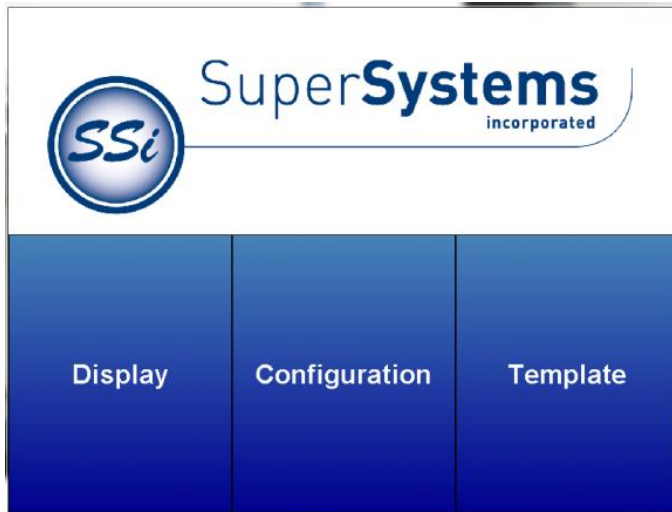 SuperSystems
incorporated
SSi
Display
Configuration
Template